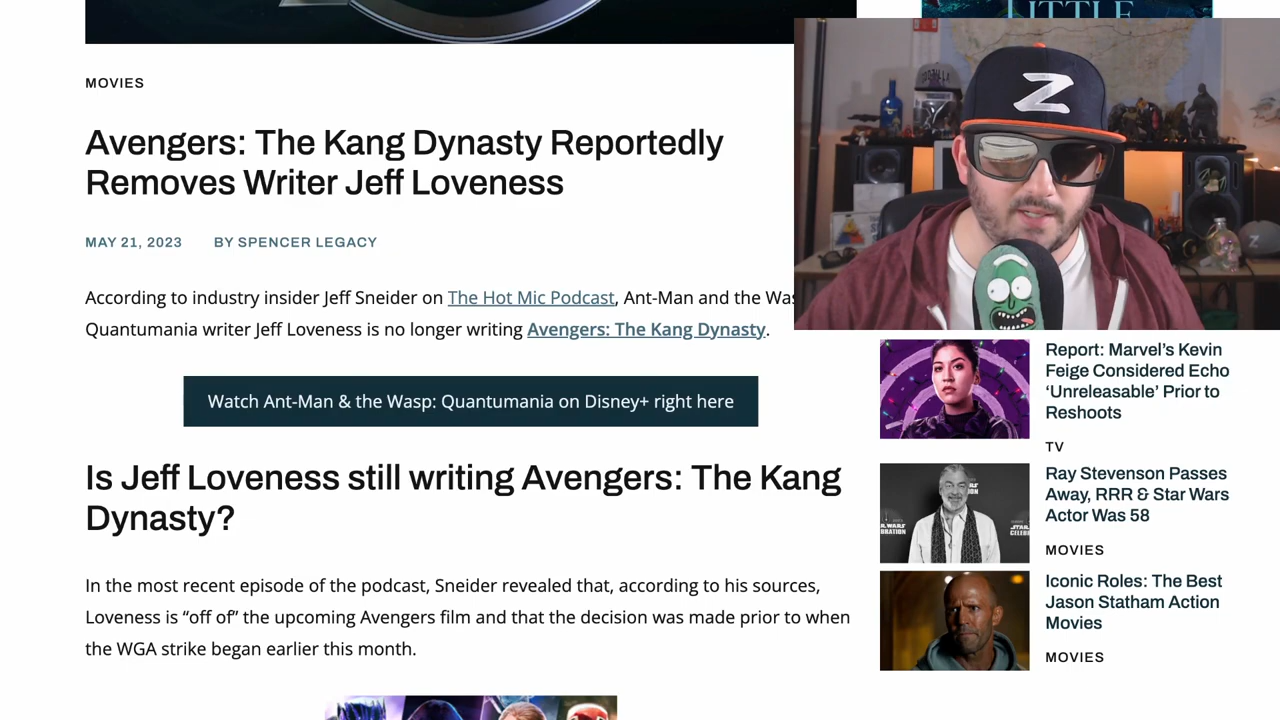 LITTLE
MOVIES
Avengers: The Kang Dynasty Reportedly
Removes Writer Jeff Loveness
MAY 21, 2023 BY SPENCER LEGACY
According to industry insider Jeff Sneider on The Hot Mic Podcast, Ant-Man and the
Quantumania writer Jeff Loveness is no longer writing Avengers: The Kang Dynasty.
Watch Ant-Man & the Wasp: Quantumania on Disney+ right here
Is Jeff Loveness still writing Avengers: The Kang
Dynasty?
In the most recent episode of the podcast, Sneider revealed that, according to his sources,
Loveness is “off of” the upcoming Avengers film and that the decision was made prior to when
the WGA strike began earlier this month.
Z
Report: Marvel’s Kevin
Feige Considered Echo
‘Unreleasable’ Prior to
Reshoots
TV
Ray Stevenson Passes
Away, RRR & Star Wars
Actor Was 58
MOVIES
Iconic Roles: The Best
Jason Statham Action
Movies
MOVIES